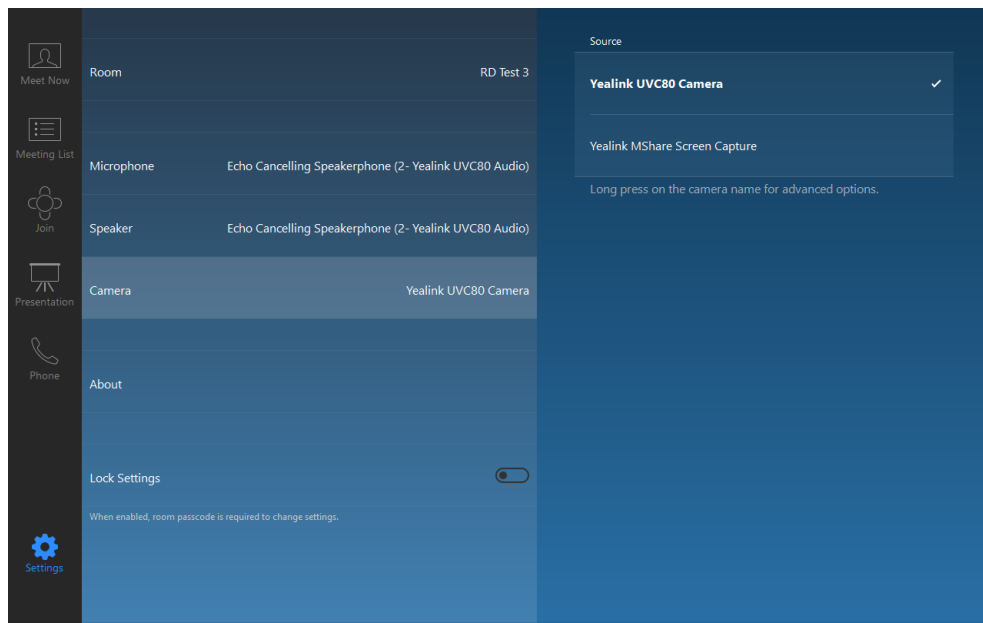 Meet Now
Meeting List
Join
Presentation
Phone
Settings
Room RD Test 3
Microphone Echo Cancelling Speakerphone (2- Yealink UVC80 Audio)
Speaker Echo Cancelling Speakerphone (2- Yealink UVC80 Audio)
Camera Yealink UVC80 Camera
About
Lock Settings
When enabled, room passcode is required to change settings.
Source
Yealink UVC80 Camera
Yealink MShare Screen Capture
Long press on the camera name for advanced options.